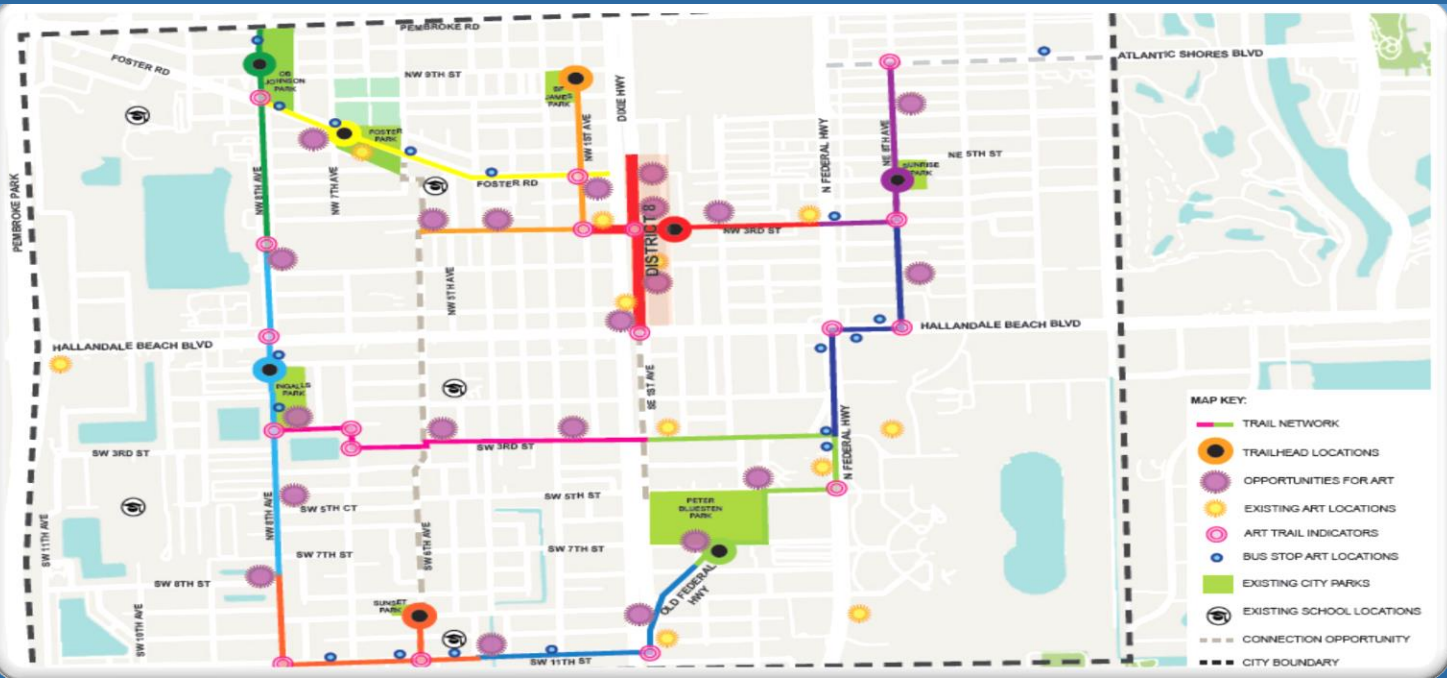 PEMBROKE RD
FOSTER RD
ATLANTIC SHORES BLVD
NW 9TH ST
OB
JOHNSON
PARK
BF
JAMES
PARK
DIXIE HWY
NW 1ST AVE
N FEDERAL HWY
NE 8TH AVE
FOSTER
PARK
NE 5TH ST
SUNRISE
PARK
PEMBROKE PARK
NW 8TH AVE
NW 7TH AVE
FOSTER RD
DISTRICT 8
NW 3RD ST
NW 5TH AVE
HALLANDALE BEACH BLVD
HALLANDALE BEACH BLVD
INGALLS
PARK
SE 1ST AVE
N FEDERAL HWY
SW 3RD ST
SW 3RD ST
SW 11TH AVE
NW 8TH AVE
SW 5TH CT
SW 5TH ST
PETER
BLUESTEN
PARK
SW 7TH ST
SW 6TH AVE
SW 7TH ST
SW 8TH ST
OLD FEDERAL
HWY
SW 10TH AVE
SUNSET
PARK
SW 11TH ST
MAP KEY:
TRAIL NETWORK
TRAILHEAD LOCATIONS
OPPORTUNITIES FOR ART
EXISTING ART LOCATIONS
ART TRAIL INDICATORS
BUS STOP ART LOCATIONS
EXISTING CITY PARKS
EXISTING SCHOOL LOCATIONS
CONNECTION OPPORTUNITY
CITY BOUNDARY